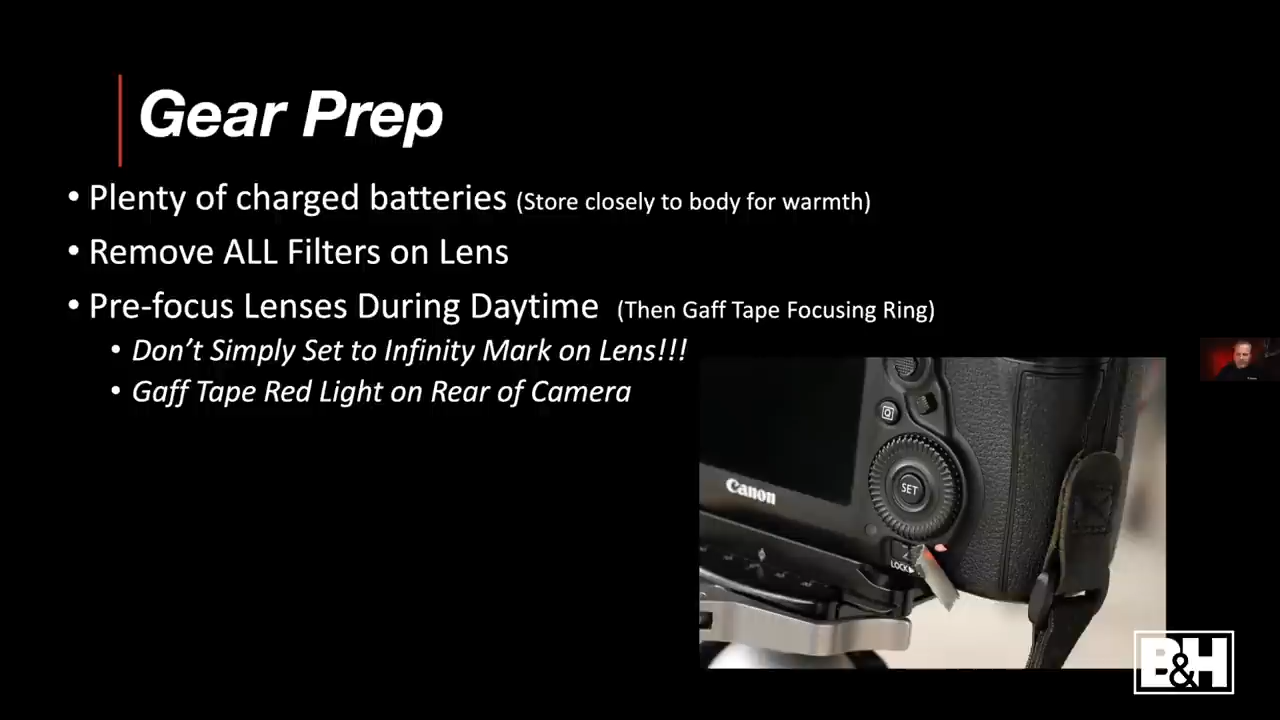 Gear Prep
• Plenty of charged batteries (Store closely to body for warmth)
• Remove ALL Filters on Lens
• Pre-focus Lenses During Daytime (Then Gaff Tape Focusing Ring)
• Don't Simply Set to Infinity Mark on Lens!!!
• Gaff Tape Red Light on Rear of Camera
Q
SET
Canon
LOCK▶
B&H